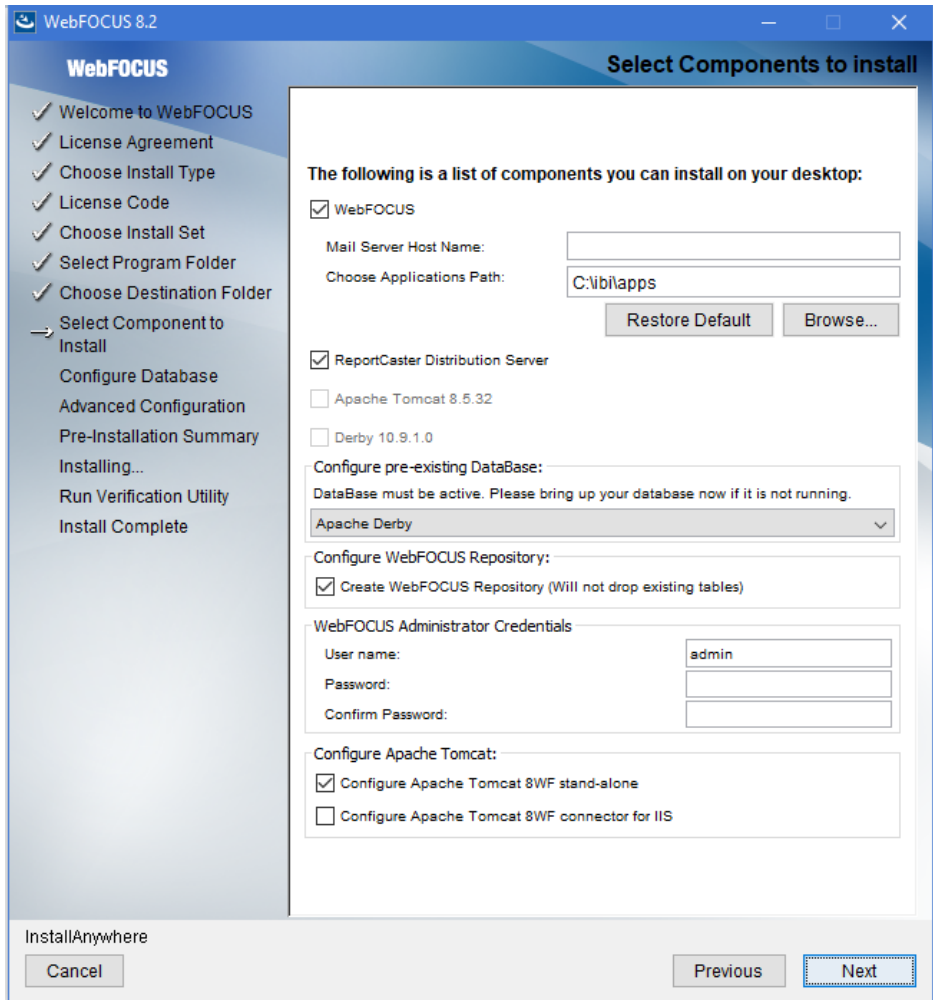 WebFOCUS 8.2
WebFOCUS
Select Components to install
Welcome to WebFOCUS
License Agreement
Choose Install Type
License Code
Choose Install Set
Select Program Folder
Choose Destination Folder
Select Component to
Install
Configure Database
Advanced Configuration
Pre-Installation Summary
Installing...
Run Verification Utility
Install Complete
The following is a list of components you can install on your desktop:
WebFOCUS
Mail Server Host Name:
Choose Applications Path:
C:\ibi\apps
Restore Default
Browse...
ReportCaster Distribution Server
Apache Tomcat 8.5.32
Derby 10.9.1.0
Configure pre-existing DataBase:
DataBase must be active. Please bring up your database now if it is not running.
Apache Derby
Configure WebFOCUS Repository:
Create WebFOCUS Repository (Will not drop existing tables)
WebFOCUS Administrator Credentials
User name:
admin
Password:
Confirm Password:
Configure Apache Tomcat:
Configure Apache Tomcat 8WF stand-alone
Configure Apache Tomcat 8WF connector for IIS
InstallAnywhere
Cancel
Previous
Next